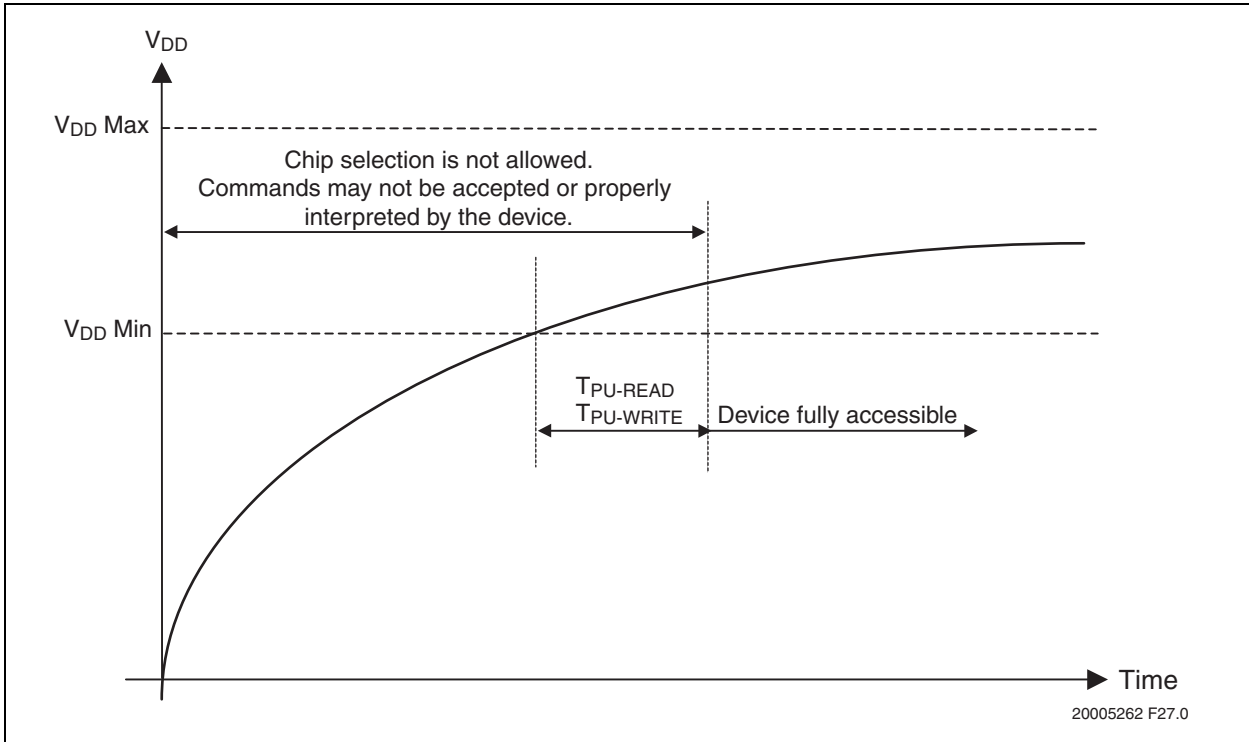 VDD
VDD Max
Chip selection is not allowed.
Commands may not be accepted or properly
interpreted by the device.
VDD Min
TPU-READ
TPU-WRITE
Device fully accessible
Time
20005262 F27.0